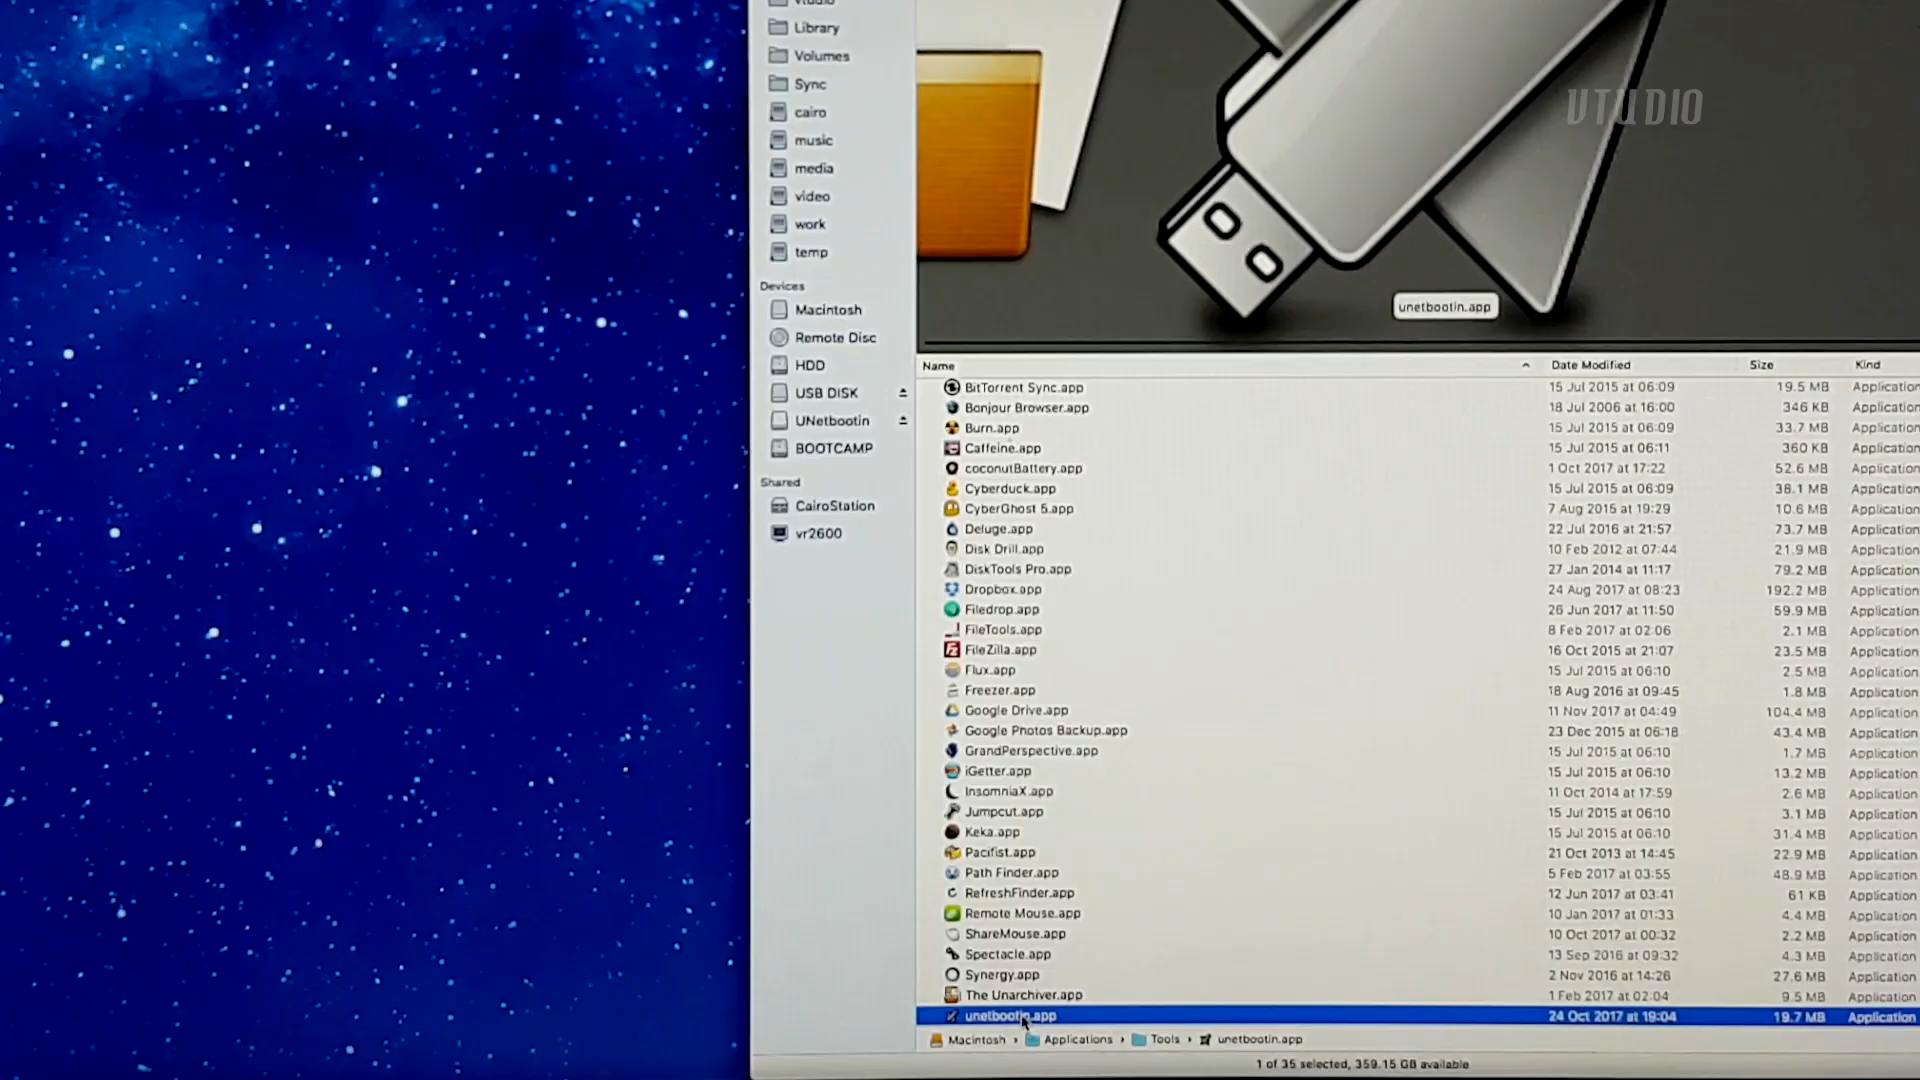 Library
Volumes
Sync
cairo
music
media
video
work
temp
Devices
Macintosh
Remote Disc
HDD
USB DISK
UNetbootin
BOOTCAMP
Shared
CairoStation
vr2600
VTUDIO
unetbootin.app
Name Date Modified Size Kind
BitTorrent Sync.app 15 Jul 2015 at 06:09 19.5 MB Application
Bonjour Browser.app 18 Jul 2006 at 16:00 346 KB Application
Burn.app 15 Jul 2015 at 06:09 33.7 MB Application
Caffeine.app 15 Jul 2015 at 06:11 360 KB Application
coconutBattery.app 1 Oct 2017 at 17:22 52.6 MB Application
Cyberduck.app 15 Jul 2015 at 06:09 38.1 MB Application
CyberGhost 5.app 7 Aug 2015 at 19:29 10.6 MB Application
Deluge.app 22 Jul 2016 at 21:57 73.7 MB Application
Disk Drill.app 10 Feb 2012 at 07:44 21.9 MB Application
DiskTools Pro.app 27 Jan 2014 at 11:17 79.2 MB Application
Dropbox.app 24 Aug 2017 at 08:23 192.2 MB Application
Filedrop.app 26 Jun 2017 at 11:50 59.9 MB Application
FileTools.app 8 Feb 2017 at 02:06 2.1 MB Application
FileZilla.app 16 Oct 2015 at 21:07 23.5 MB Application
Flux.app 15 Jul 2015 at 06:10 2.5 MB Application
Freezer.app 18 Aug 2016 at 09:45 1.8 MB Application
Google Drive.app 11 Nov 2017 at 04:49 104.4 MB Application
Google Photos Backup.app 23 Dec 2015 at 06:18 43.4 MB Application
GrandPerspective.app 15 Jul 2015 at 06:10 1.7 MB Application
iGetter.app 15 Jul 2015 at 06:10 13.2 MB Application
InsomniaX.app 11 Oct 2014 at 17:59 2.6 MB Application
Jumpcut.app 15 Jul 2015 at 06:10 3.1 MB Application
Keka.app 15 Jul 2015 at 06:10 31.4 MB Application
Pacifist.app 21 Oct 2013 at 14:45 22.9 MB Application
Path Finder.app 5 Feb 2017 at 03:55 48.9 MB Application
RefreshFinder.app 12 Jun 2017 at 03:41 61 KB Application
Remote Mouse.app 10 Jan 2017 at 01:33 4.4 MB Application
ShareMouse.app 10 Oct 2017 at 00:32 2.2 MB Application
Spectacle.app 13 Sep 2016 at 09:32 4.3 MB Application
Synergy.app 2 Nov 2016 at 14:26 27.6 MB Application
The Unarchiver.app 1 Feb 2017 at 02:04 9.5 MB Application
unetbootin.app 24 Oct 2017 at 19:04 19.7 MB Application
Macintosh › Applications › Tools › unetbootin.app
1 of 35 selected, 359.15 GB available